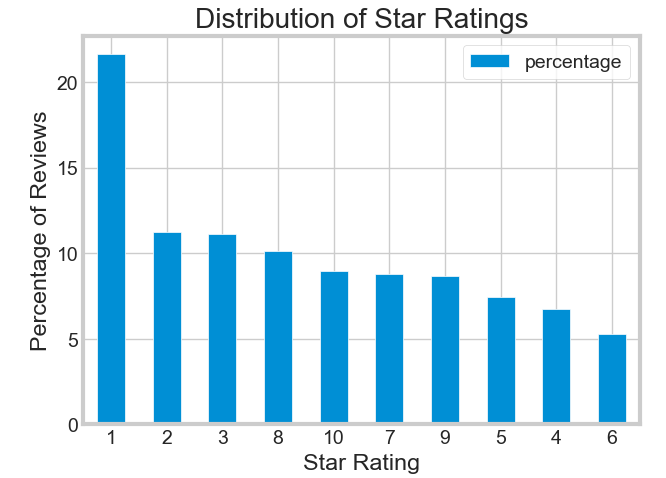 Distribution of Star Ratings
percentage
Percentage of Reviews
20
15
10
5
0
1 2 3 8 10 7 9 5 4 6
Star Rating